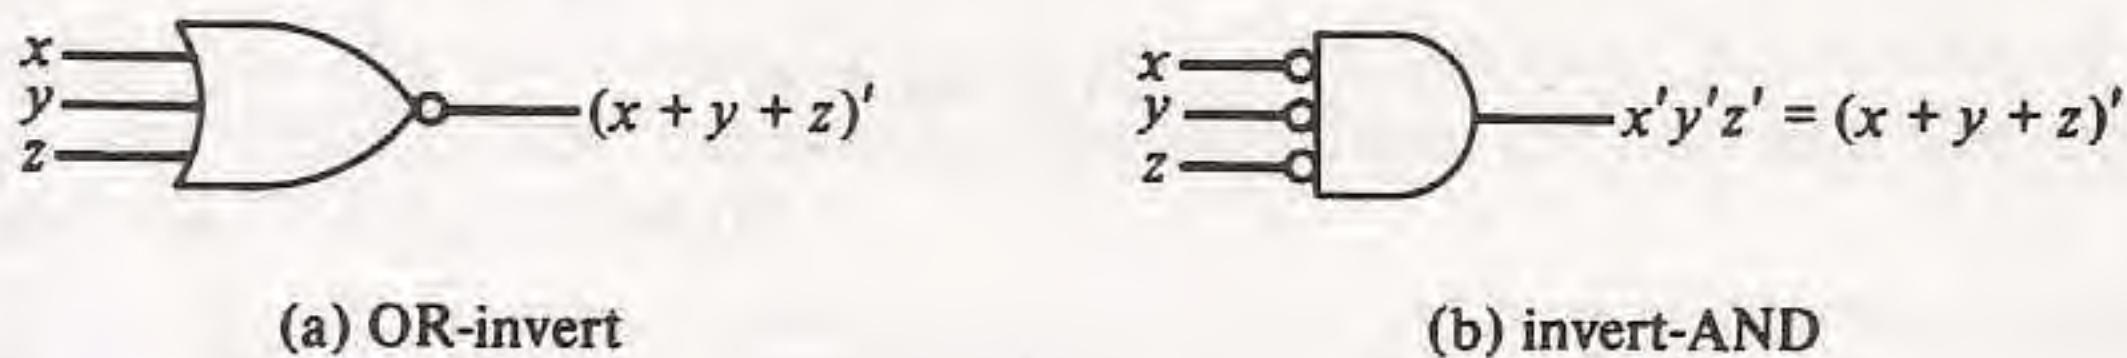 x
y
z
(x + y + z)'
x
y
z
x'y'z' = (x + y + z)'
(a) OR-invert
(b) invert-AND